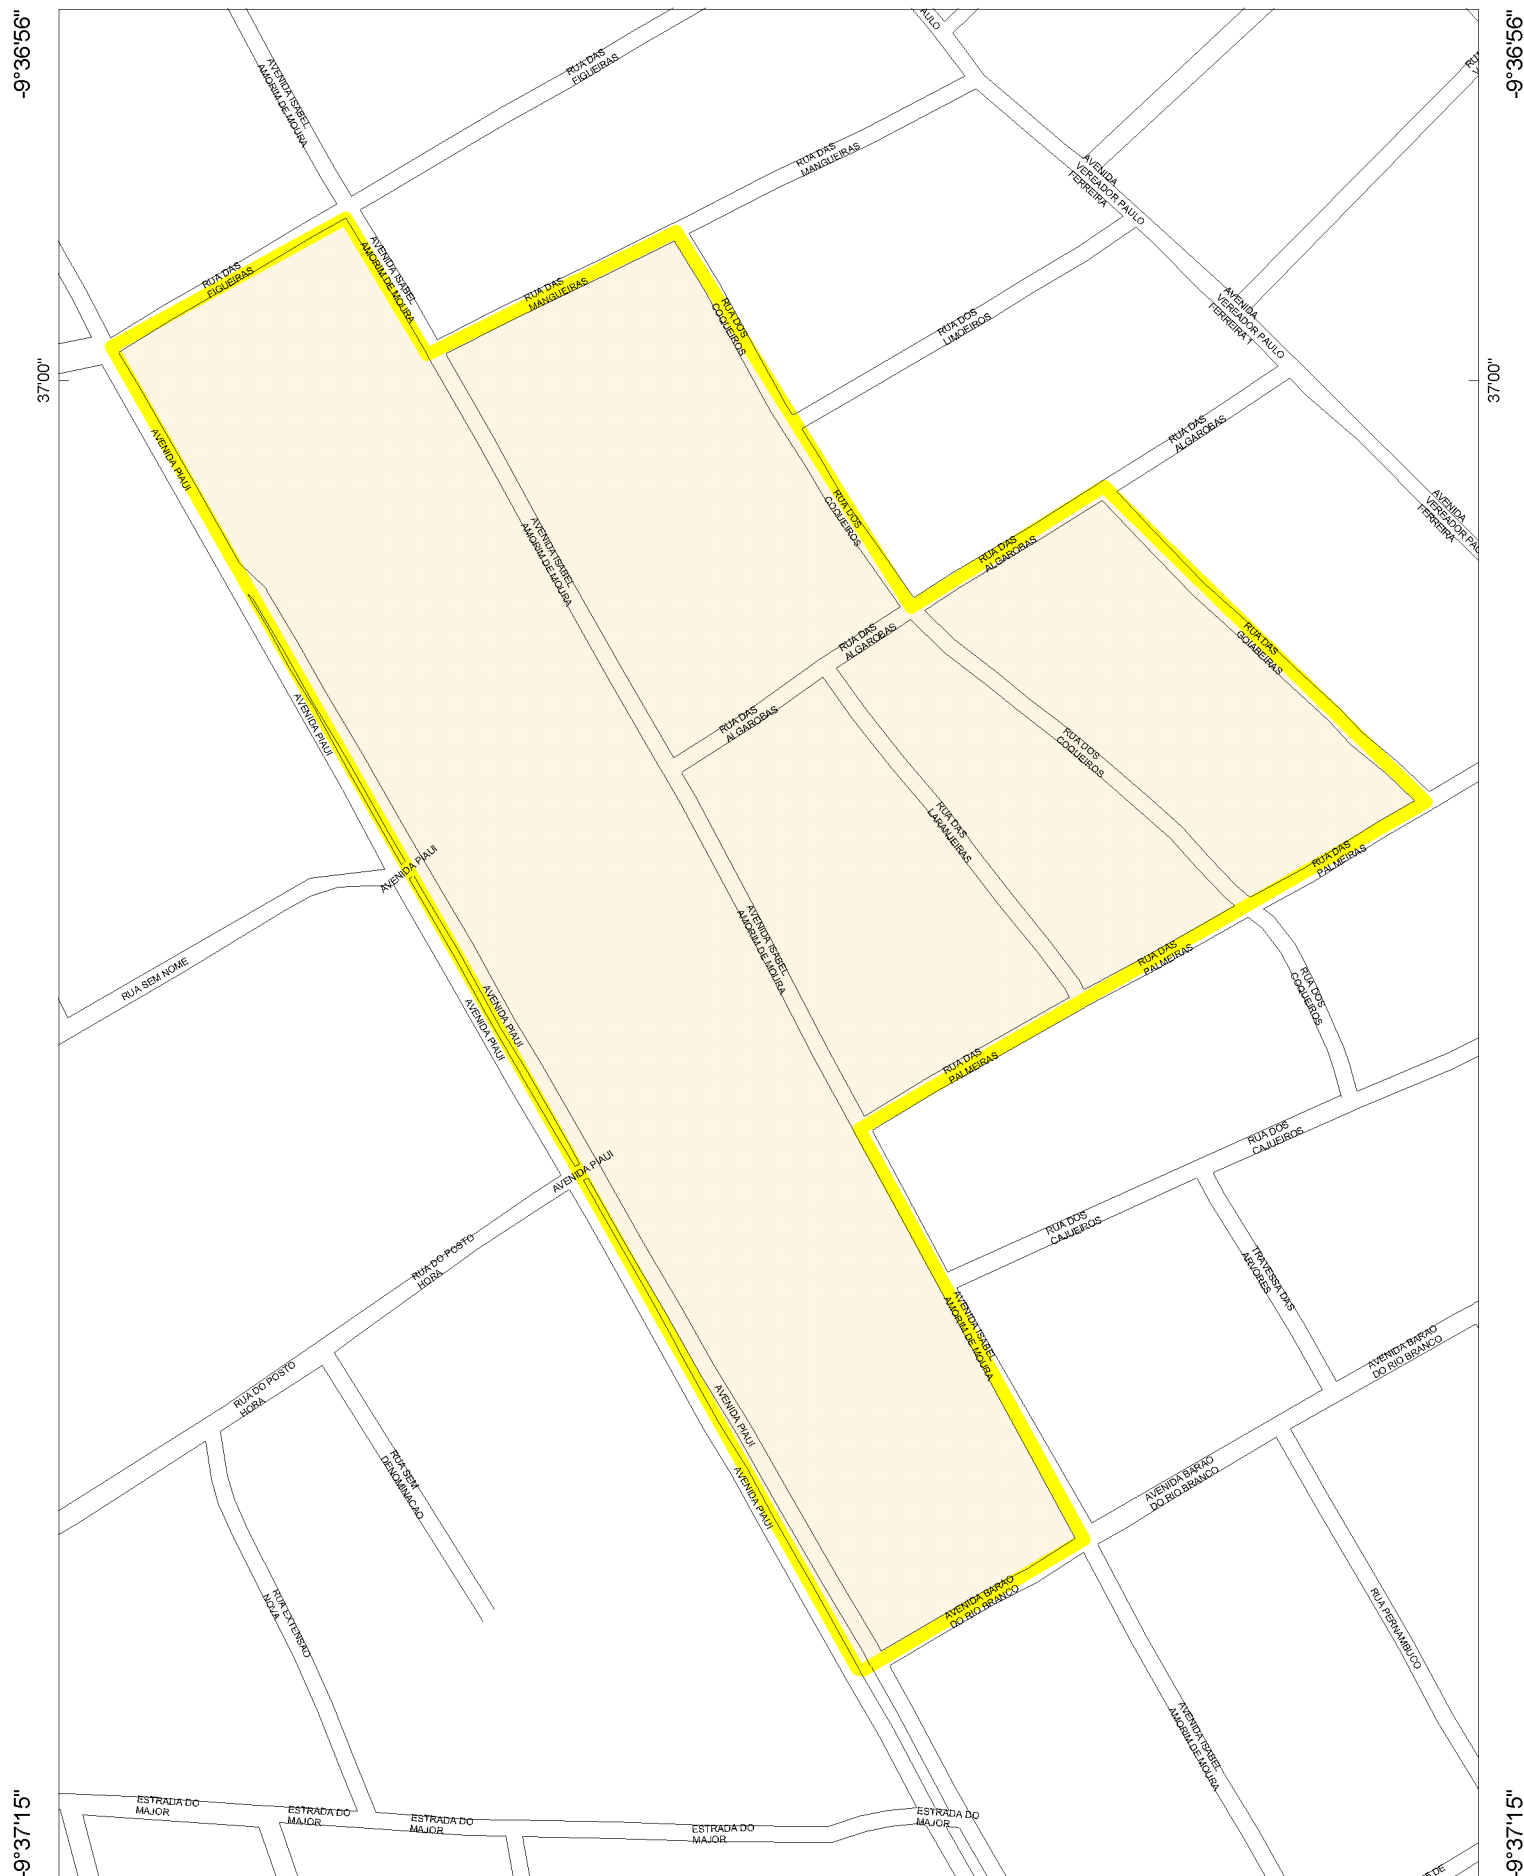 -9°36'56"
-9°36'56"
AULO
AVENIDA ISABEL
AMORIM DE MOURA
RUA DAS
FIGUEIRAS
RUA DAS
MANGUEIRAS
AVENIDA
VEREADOR PAULO
FERREIRA
RUA DAS
FIGUEIRAS
AVENIDA ISABEL
AMORIM DE MOURA
RUA DAS
MANGUEIRAS
RUA DOS
COQUEIROS
RUA DOS
LIMOEIROS
AVENIDA
VEREADOR PAULO
FERREIRA 1
37'00"
37'00"
AVENIDA PIAUI
RUA DAS
ALGAROBAS
AVENIDA
VEREADOR PAU
FERREIRA
RUA DOS
COQUEIROS
AVENIDA ISABEL
AMORIM DE MOURA
RUA DAS
ALGAROBAS
RUA DAS
ALGAROBAS
RUA DAS
GOIABEIRAS
AVENIDA PIAUI
RUA DAS
ALGAROBAS
RUA DOS
COQUEIROS
RUA DAS
LARANJEIRAS
AVENIDA PIAUI
RUA DAS
PALMEIRAS
AVENIDA ISABEL
AMORIM DE MOURA
RUA DAS
PALMEIRAS
RUA SEM NOME
RUA DOS
COQUEIROS
AVENIDA PIAUI
AVENIDA PIAUI
RUA DAS
PALMEIRAS
RUA DOS
CAJUEIROS
AVENIDA PIAUI
RUA DOS
CAJUEIROS
RUA DO POSTO
HORA
TRAVESSA DAS
ARVORES
AVENIDA ISABEL
AMORIM DE MOURA
AVENIDA BARAO
DO RIO BRANCO
RUA DO POSTO
HORA
AVENIDA PIAUI
RUA SEM
DENOMINACAO
AVENIDA BARAO
DO RIO BRANCO
AVENIDA PIAUI
RUA EXTENSAO
NOVA
AVENIDA BARAO
DO RIO BRANCO
RUA PERNAMBUCO
AVENIDA ISABEL
AMORIM DE MOURA
ESTRADA DO
MAJOR
ESTRADA DO
MAJOR
ESTRADA DO
MAJOR
ESTRADA DO
MAJOR
ESTRADA DO
MAJOR
-9°37'15"
-9°37'15"